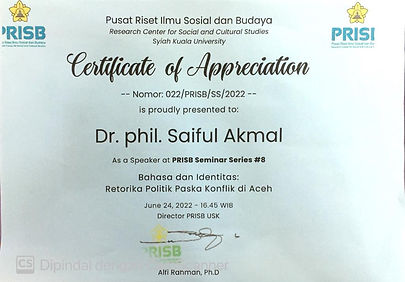 Pusat Riset Ilmu Sosial dan Budaya
Research Center for Social and Cultural Studies
Syiah Kuala University
PRISB
PRISB
Certificate of Appreciation
-- Nomor: 022/PRISB/SS/2022 --
is proudly presented to:
Dr. phil. Saiful Akmal
As a Speaker at PRISB Seminar Series #8
Bahasa dan Identitas:
Retorika Politik Paska Konflik di Aceh
June 24, 2022 - 16.45 WIB
Director PRISB USK
PRISB
Alfi Rahman, Ph.D
CS Dipindai dengan CamScanner